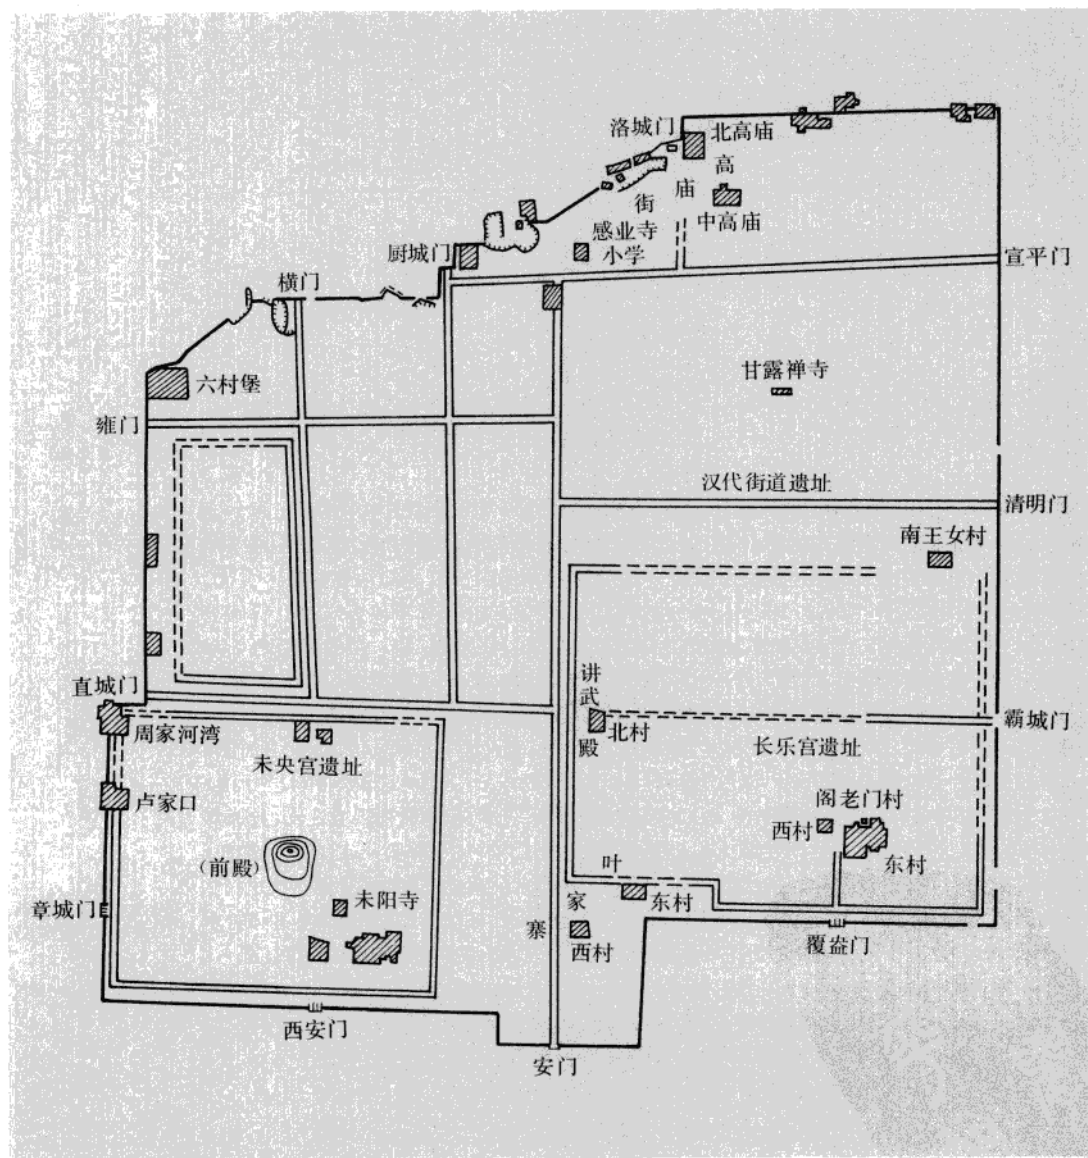 洛城门
北高庙
高
庙
街
中高庙
感业寺
小学
厨城门
宣平门
横门
六村堡
甘露禅寺
雍门
汉代街道遗址
清明门
南王女村
直城门
讲
武
殿
北村
霸城门
周家河湾
未央宫遗址
长乐宫遗址
卢家口
阁老门村
西村
东村
(前殿)
叶
家
寨
东村
西村
章城门
未阳寺
覆盎门
西安门
安门